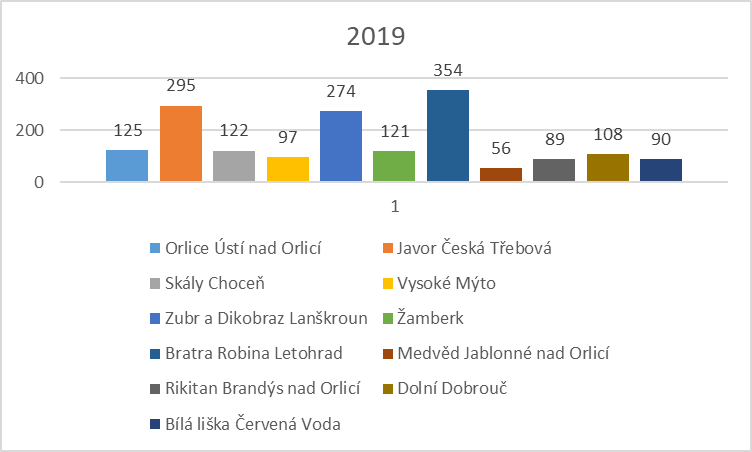 2019
400
200
0
125
295
122
97
274
121
354
56
89
108
90
1
Orlice Ústí nad Orlicí
Javor Česká Třebová
Skály Choceň
Vysoké Mýto
Zubr a Dikobraz Lanškroun
Žamberk
Bratra Robina Letohrad
Medvěd Jablonné nad Orlicí
Rikitan Brandýs nad Orlicí
Dolní Dobrouč
Bílá liška Červená Voda